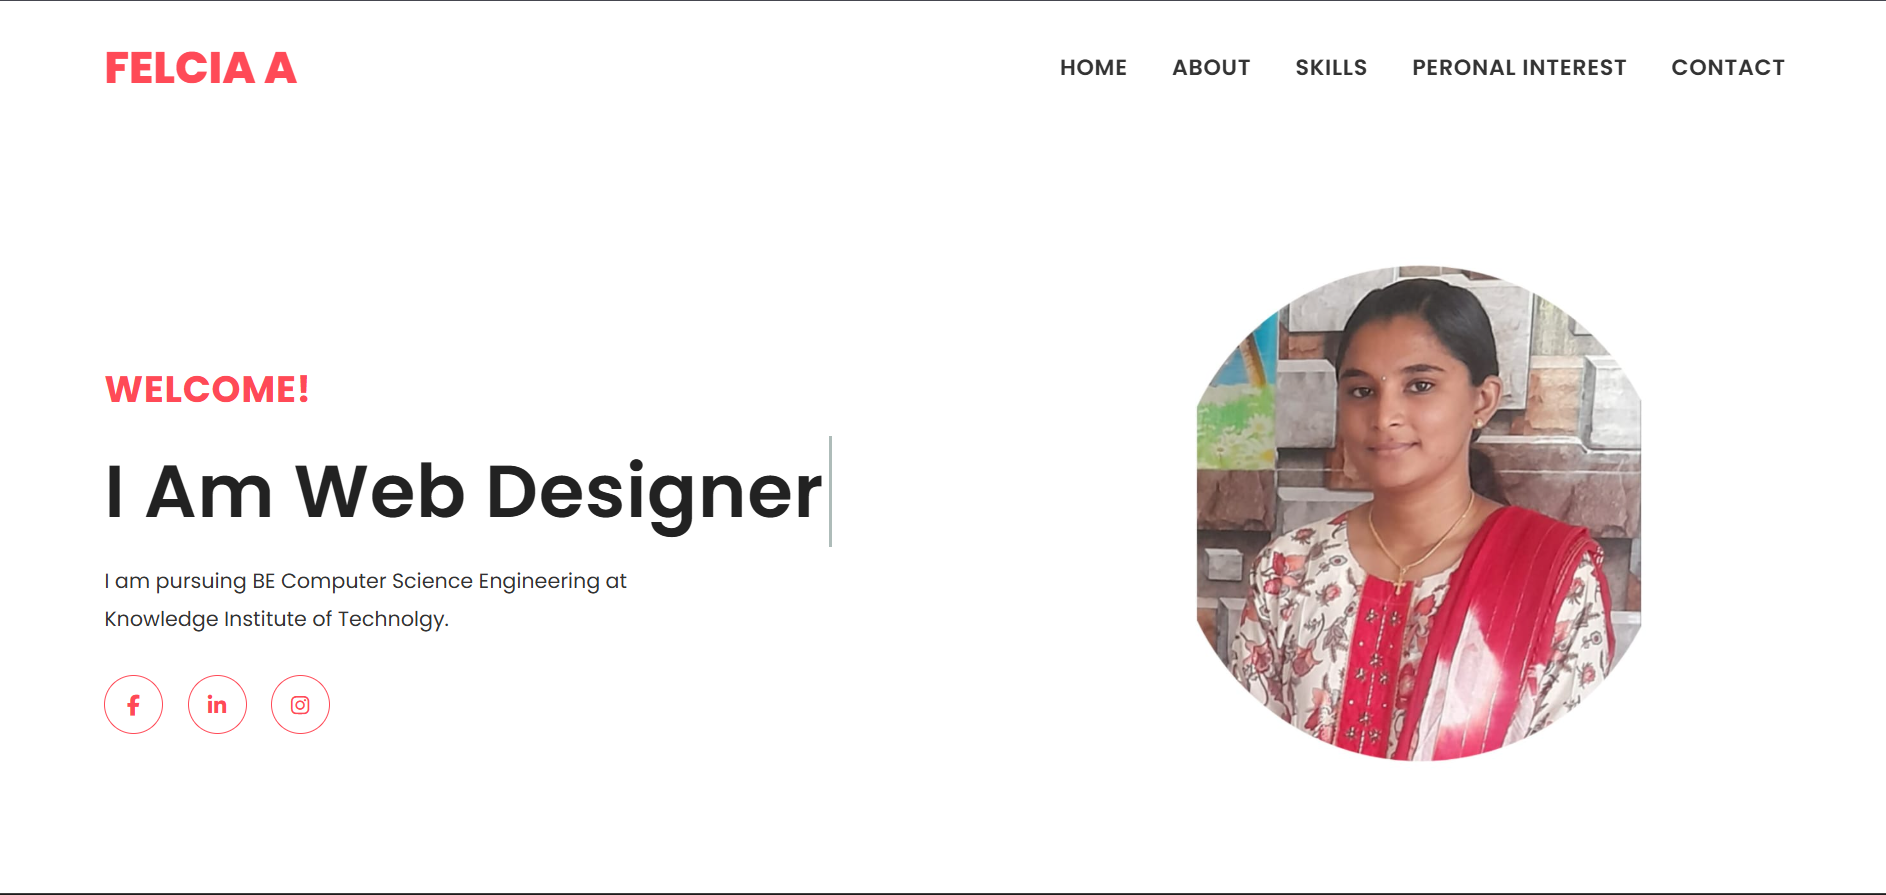 FELCIA A
HOME ABOUT SKILLS PERONAL INTEREST CONTACT
WELCOME!
I Am Web Designer
I am pursuing BE Computer Science Engineering at
Knowledge Institute of Technolgy.